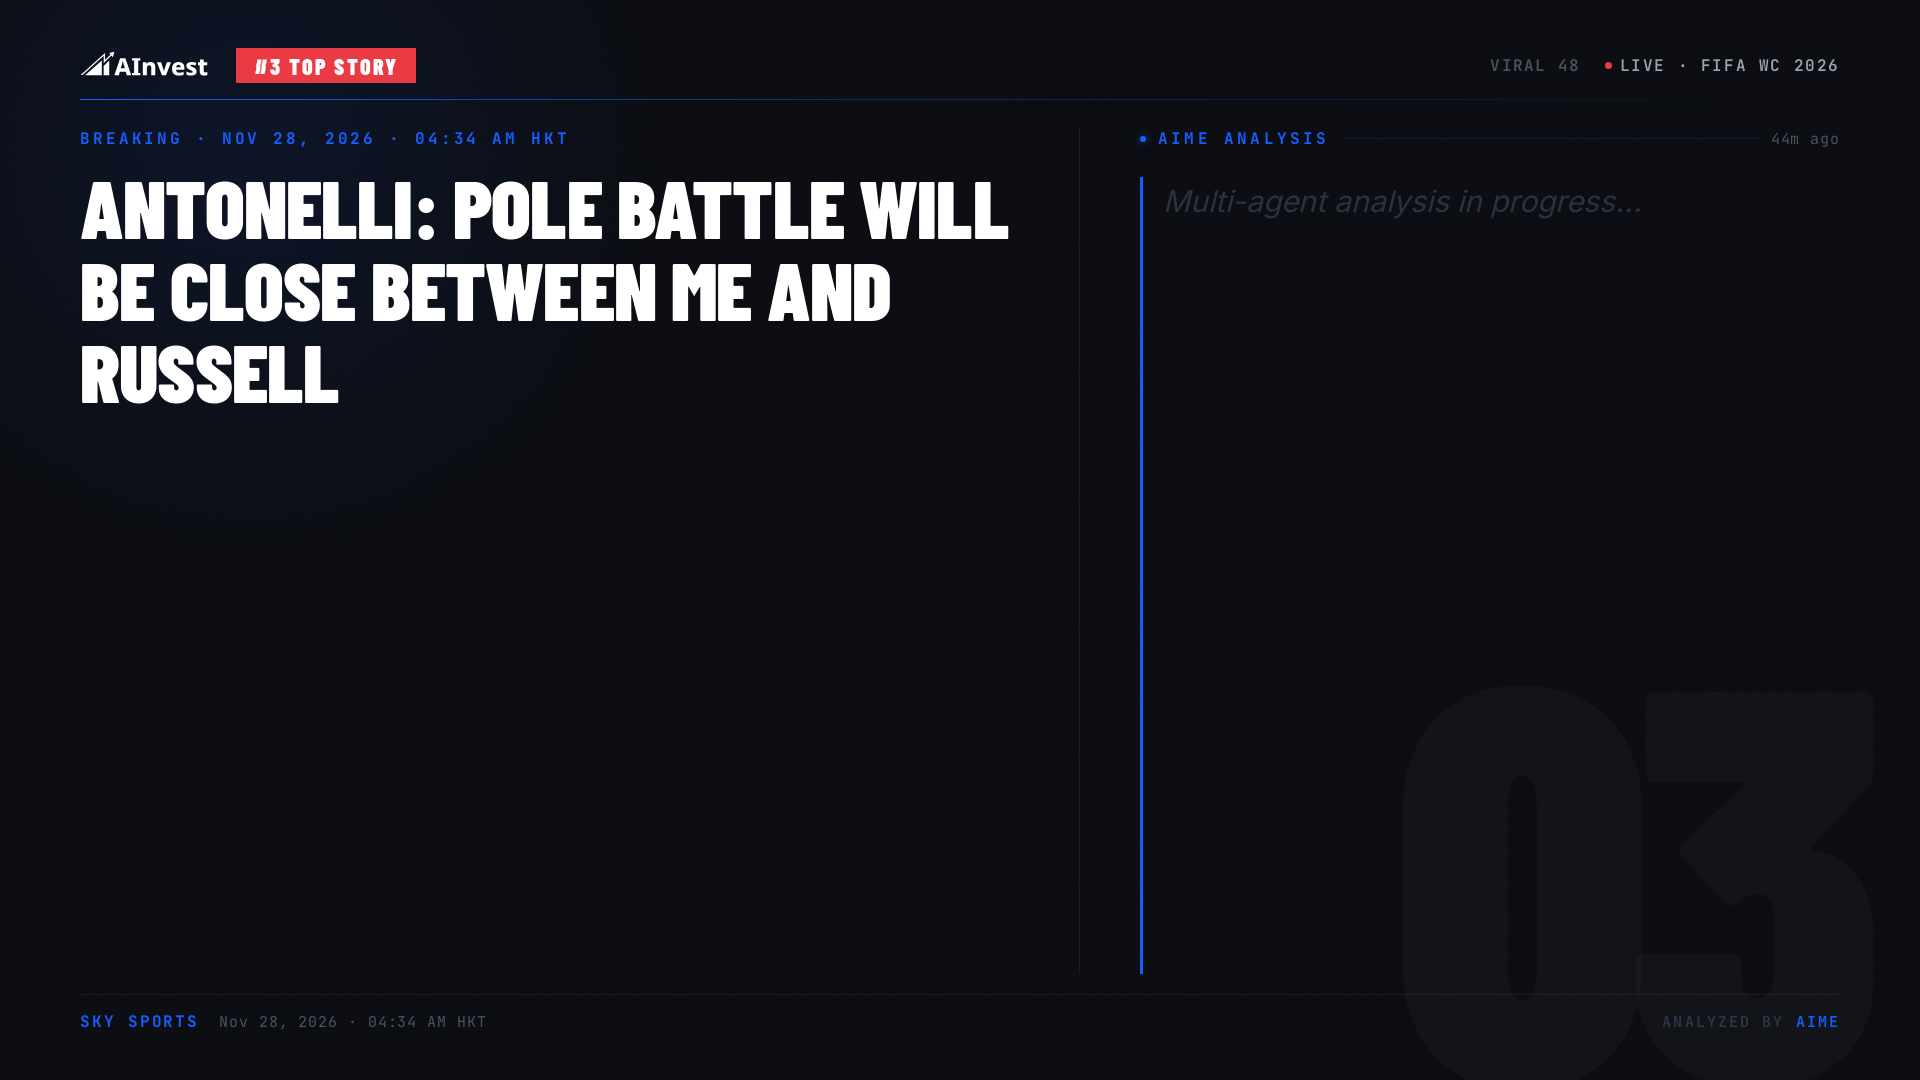 AInvest
#3 TOP STORY
VIRAL 48
LIVE · FIFA WC 2026
BREAKING · NOV 28, 2026 · 04:34 AM HKT
ANTONELLI: POLE BATTLE WILL
BE CLOSE BETWEEN ME AND
RUSSELL
AIME ANALYSIS
44m ago
Multi-agent analysis in progress...
03
SKY SPORTS
Nov 28, 2026 · 04:34 AM HKT
ANALYZED BY AIME